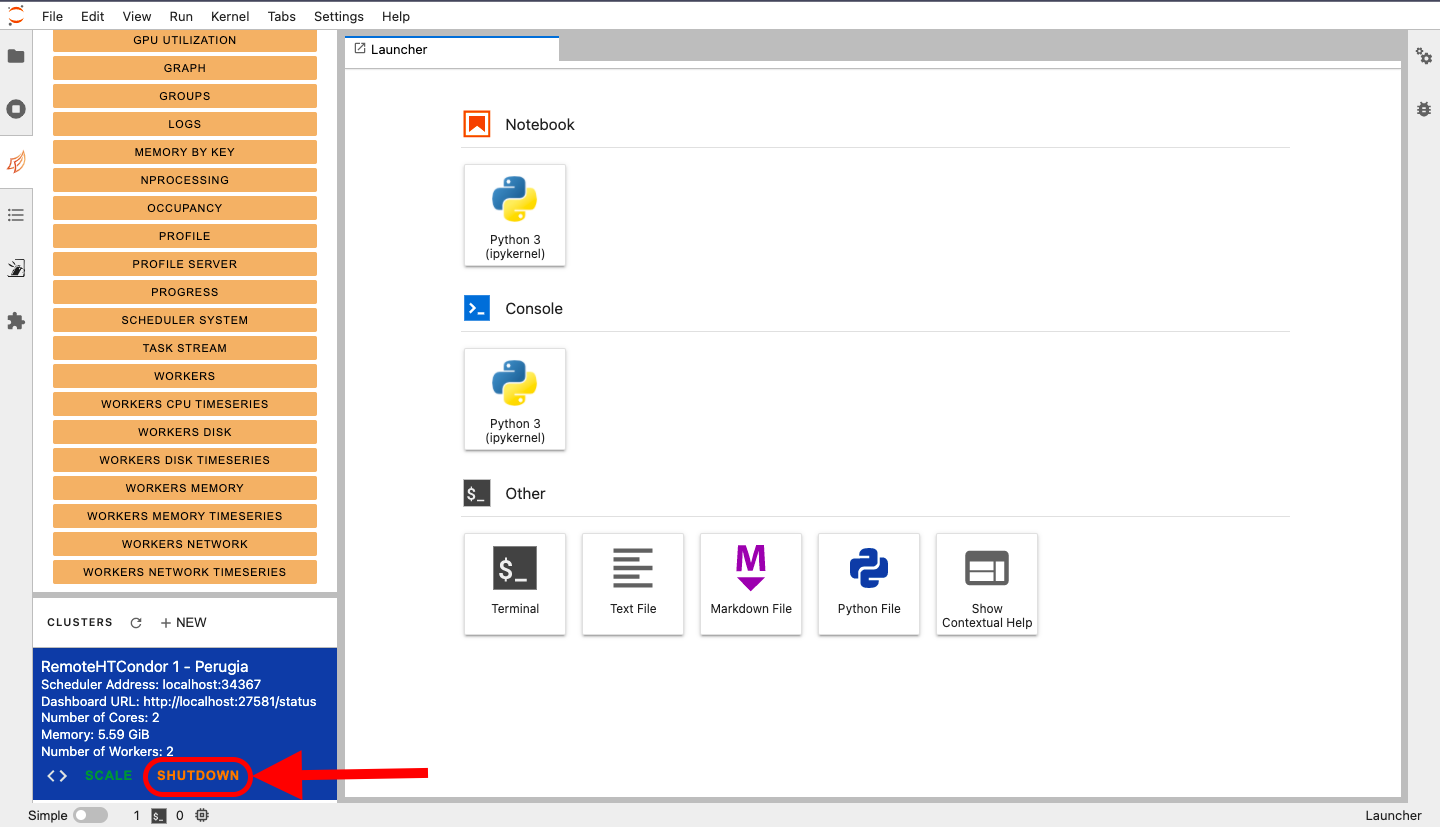 File Edit View Run Kernel Tabs Settings Help
GPU UTILIZATION
GRAPH
GROUPS
LOGS
MEMORY BY KEY
NPROCESSING
OCCUPANCY
PROFILE
PROFILE SERVER
PROGRESS
SCHEDULER SYSTEM
TASK STREAM
WORKERS
WORKERS CPU TIMESERIES
WORKERS DISK
WORKERS DISK TIMESERIES
WORKERS MEMORY
WORKERS MEMORY TIMESERIES
WORKERS NETWORK
WORKERS NETWORK TIMESERIES
CLUSTERS + NEW
RemoteHTCondor 1 - Perugia
Scheduler Address: localhost:34367
Dashboard URL: http://localhost:27581/status
Number of Cores: 2
Memory: 5.59 GiB
Number of Workers: 2
<> SCALE SHUTDOWN
Launcher
Notebook
Python 3
(ipykernel)
>_ Console
Python 3
(ipykernel)
$_ Other
$_
Terminal
Text File
M
Markdown File
Python File
Show
Contextual Help
Simple 1 $_ 0
Launcher